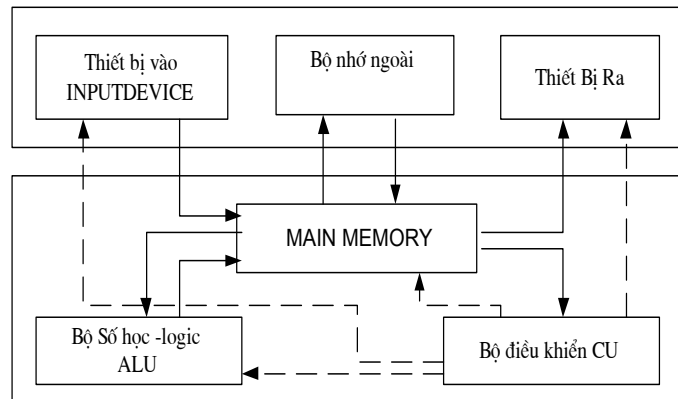 Thiết bị vào
INPUTDEVICE
Bộ nhớ ngoài
Thiết Bị Ra
MAIN MEMORY
Bộ Số học -logic
ALU
Bộ điều khiển CU